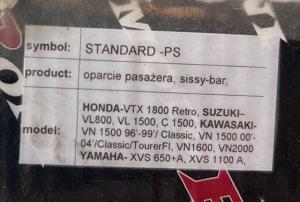 symbol: STANDARD -PS
product: oparcie pasażera, sissy-bar,
model: HONDA-VTX 1800 Retro, SUZUKI–
VL800, VL 1500, C 1500, KAWASAKI-
VN 1500 96'-99'/ Classic, VN 1500 00'-
04'/Classic/TourerFI, VN1600, VN2000
YAMAHA- XVS 650+A, XVS 1100 A,